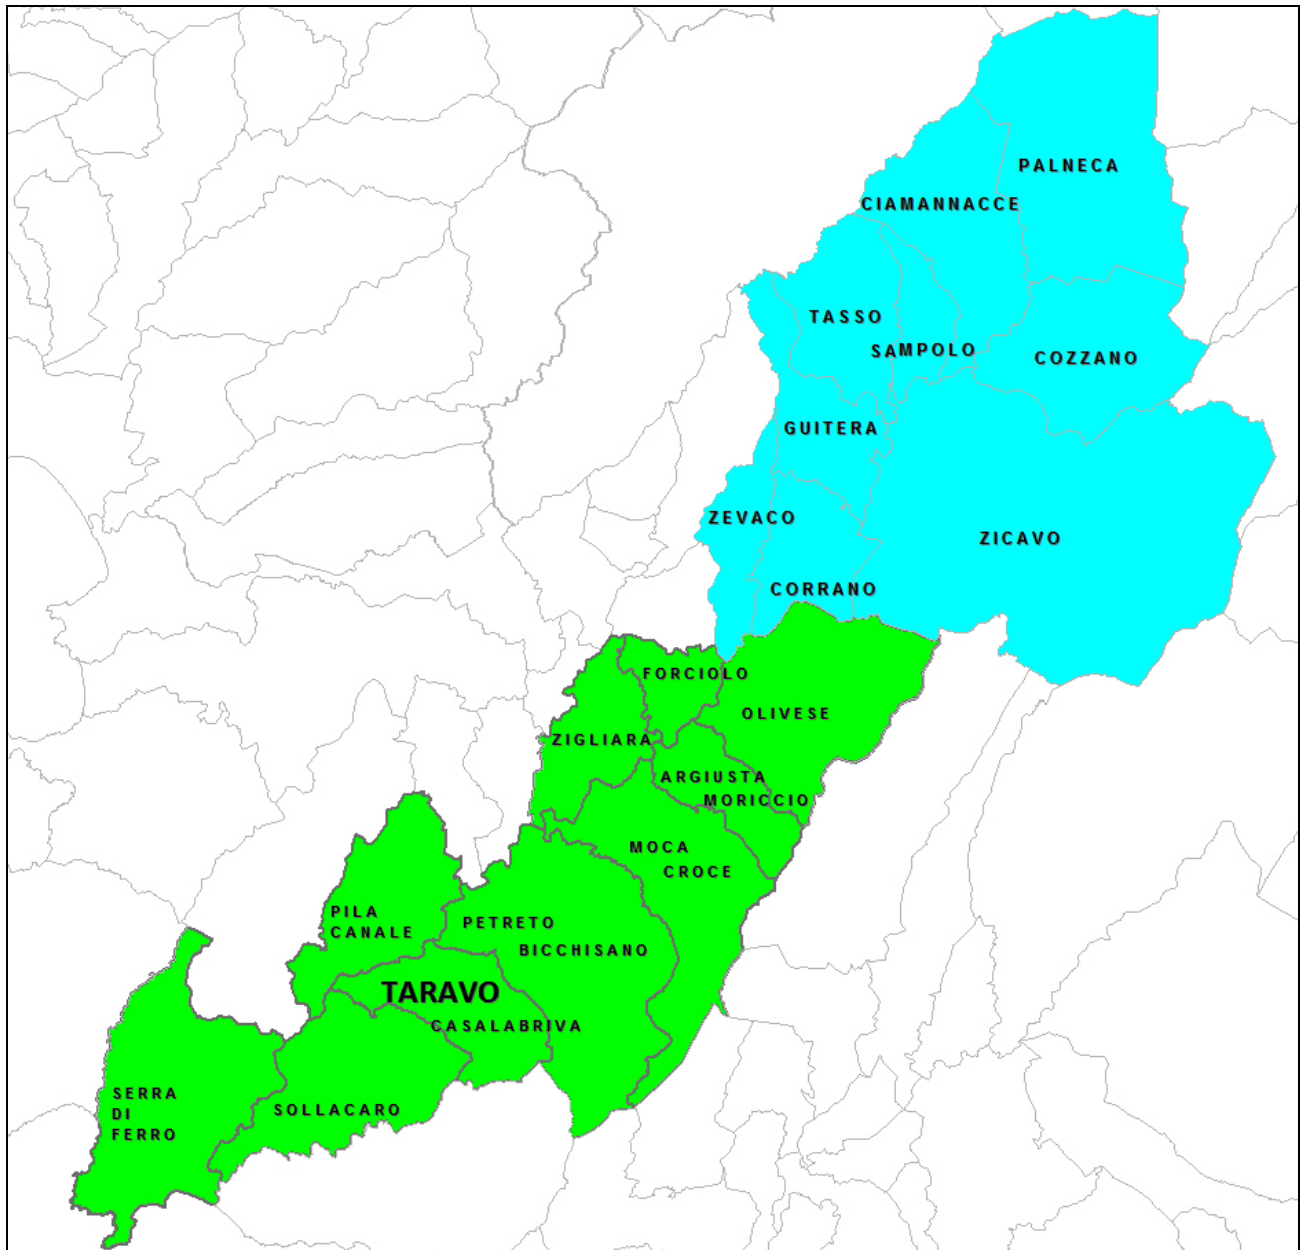 PALNECA
CIAMANNACCE
TASSO
SAMPOLO
COZZANO
GUITERA
ZEVACO
ZICAVO
CORRANO
FORCIOLO
OLIVESE
ZIGLIARA
ARGIUSTA
MORICCIO
MOCA
CROCE
PILA
CANALE
PETRETO
BICCHISANO
TARAVO
CASALABRIVA
SERRA
DI
FERRO
SOLLACARO